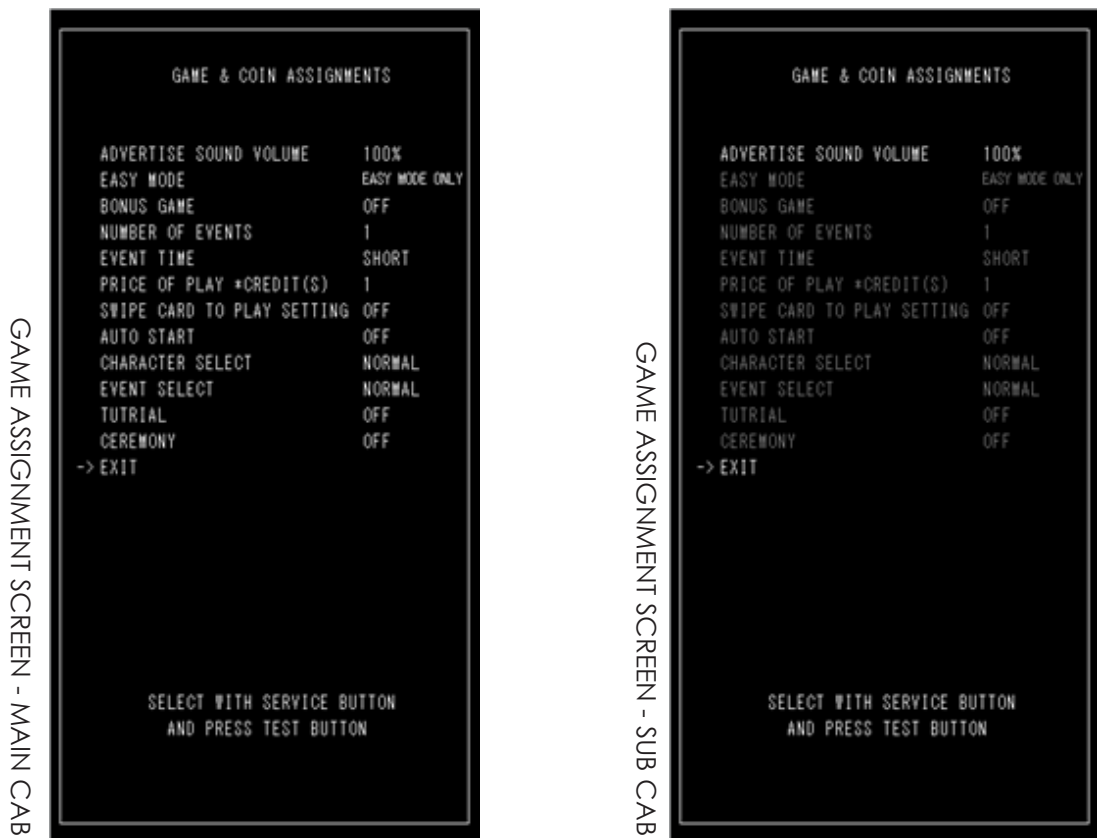 GAME ASSIGNMENT SCREEN - MAIN CAB
GAME & COIN ASSIGNMENTS
ADVERTISE SOUND VOLUME 100%
EASY MODE EASY MODE ONLY
BONUS GAME OFF
NUMBER OF EVENTS 1
EVENT TIME SHORT
PRICE OF PLAY *CREDIT(S) 1
SWIPE CARD TO PLAY SETTING OFF
AUTO START OFF
CHARACTER SELECT NORMAL
EVENT SELECT NORMAL
TUTRIAL OFF
CEREMONY OFF
-> EXIT
SELECT WITH SERVICE BUTTON
AND PRESS TEST BUTTON
GAME ASSIGNMENT SCREEN - SUB CAB
GAME & COIN ASSIGNMENTS
ADVERTISE SOUND VOLUME 100%
EASY MODE EASY MODE ONLY
BONUS GAME OFF
NUMBER OF EVENTS 1
EVENT TIME SHORT
PRICE OF PLAY *CREDIT(S) 1
SWIPE CARD TO PLAY SETTING OFF
AUTO START OFF
CHARACTER SELECT NORMAL
EVENT SELECT NORMAL
TUTRIAL OFF
CEREMONY OFF
-> EXIT
SELECT WITH SERVICE BUTTON
AND PRESS TEST BUTTON